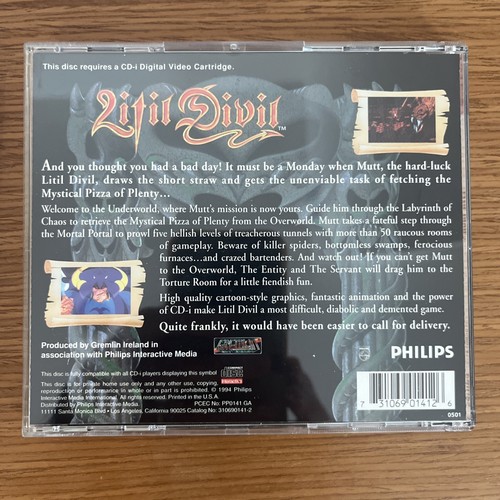 This disc requires a CD-i Digital Video Cartridge.
Litil Divil™
And you thought you had a bad day! It must be a Monday when Mutt, the hard-luck
Litil Divil, draws the short straw and gets the unenviable task of fetching the
Mystical Pizza of Plenty…
Welcome to the Underworld, where Mutt's mission is now yours. Guide him through the Labyrinth of
Chaos to retrieve the Mystical Pizza of Plenty from the Overworld. Mutt takes a fateful step through
the Mortal Portal to prowl five hellish levels of treacherous tunnels with more than 50 raucous rooms
of gameplay. Beware of killer spiders, bottomless swamps, ferocious
furnaces...and crazed bartenders. And watch out! If you can't get Mutt
to the Overworld, The Entity and The Servant will drag him to the
Torture Room for a little fiendish fun.
High quality cartoon-style graphics, fantastic animation and the power
of CD-i make Litil Divil a most difficult, diabolic and demented game.
Quite frankly, it would have been easier to call for delivery.
Produced by Gremlin Ireland in
association with Philips Interactive Media
PHILIPS
This disc is fully compatible with all CD-i players displaying this symbol
This disc is for private home use only and any other use, copying,
reproduction or performance in whole or in part is prohibited. © 1994 Philips
Interactive Media International. All rights reserved. Printed in the U.S.A.
Distributed by Philips Interactive Media. PCEC No: PP0141 GA
11111 Santa Monica Blvd • Los Angeles, California 90025 Catalog No: 310690141-2
7 31069 01412 6
0501